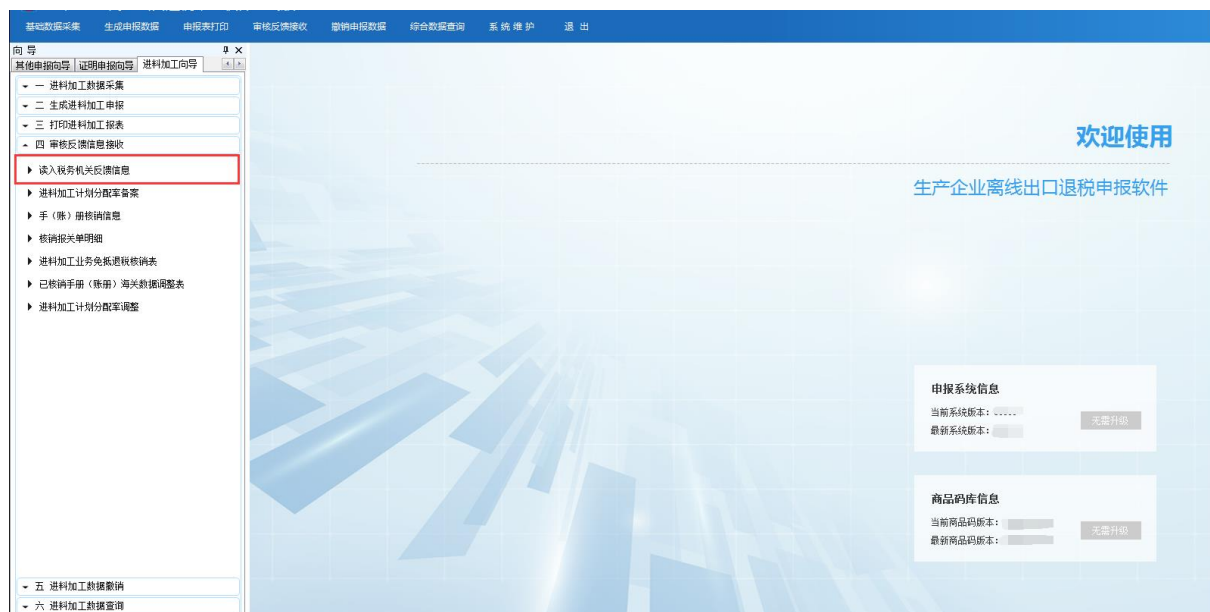 基础数据采集 生成申报数据 申报表打印 审核反馈接收 撤销申报数据 综合数据查询 系统维护 退出
向导
其他申报向导 证明申报向导 进料加工向导
一 进料加工数据采集
二 生成进料加工申报
三 打印进料加工报表
四 审核反馈信息接收
读入税务机关反馈信息
进料加工计划分配率备案
手（账）册核销信息
核销报关单明细
进料加工业务免抵退税核销表
已核销手册（账册）海关数据调整表
进料加工计划分配率调整
五 进料加工数据撤销
六 进料加工数据查询
欢迎使用
生产企业离线出口退税申报软件
申报系统信息
当前系统版本：
最新系统版本：
无需升级
商品码库信息
当前商品码版本：
最新商品码版本：
无需升级